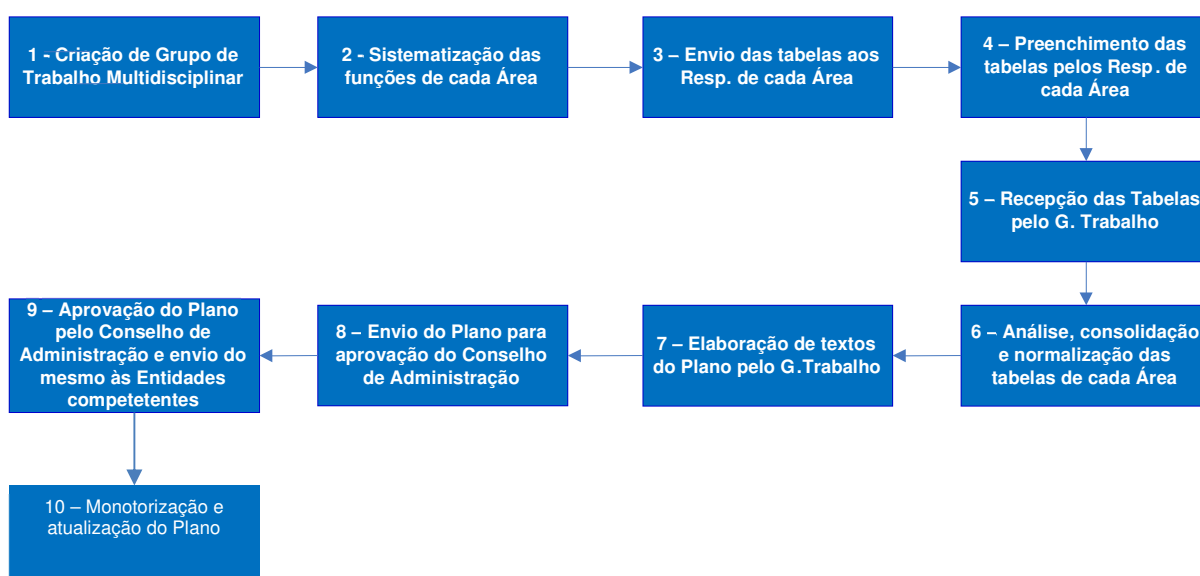 1 - Criação de Grupo de
Trabalho Multidisciplinar
2 - Sistematização das
funções de cada Área
3 – Envio das tabelas aos
Resp. de cada Área
4 – Preenchimento das
tabelas pelos Resp. de
cada Área
5 – Recepção das Tabelas
pelo G. Trabalho
6 – Análise, consolidação
e normalização das
tabelas de cada Área
7 – Elaboração de textos
do Plano pelo G.Trabalho
8 – Envio do Plano para
aprovação do Conselho
de Administração
9 – Aprovação do Plano
pelo Conselho de
Administração e envio do
mesmo às Entidades
competetentes
10 – Monotorização e
atualização do Plano